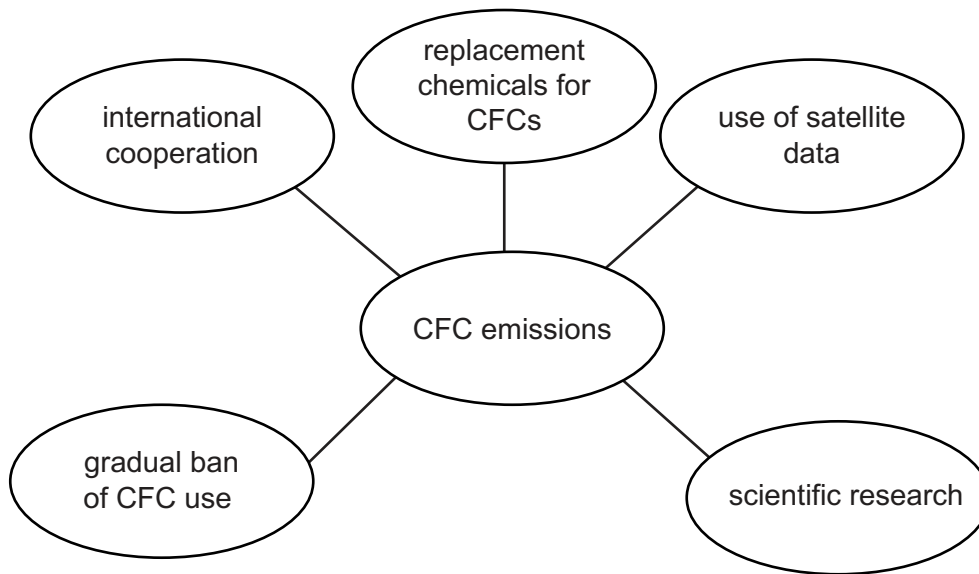 replacement
chemicals for
CFCs
international
cooperation
use of satellite
data
CFC emissions
gradual ban
of CFC use
scientific research